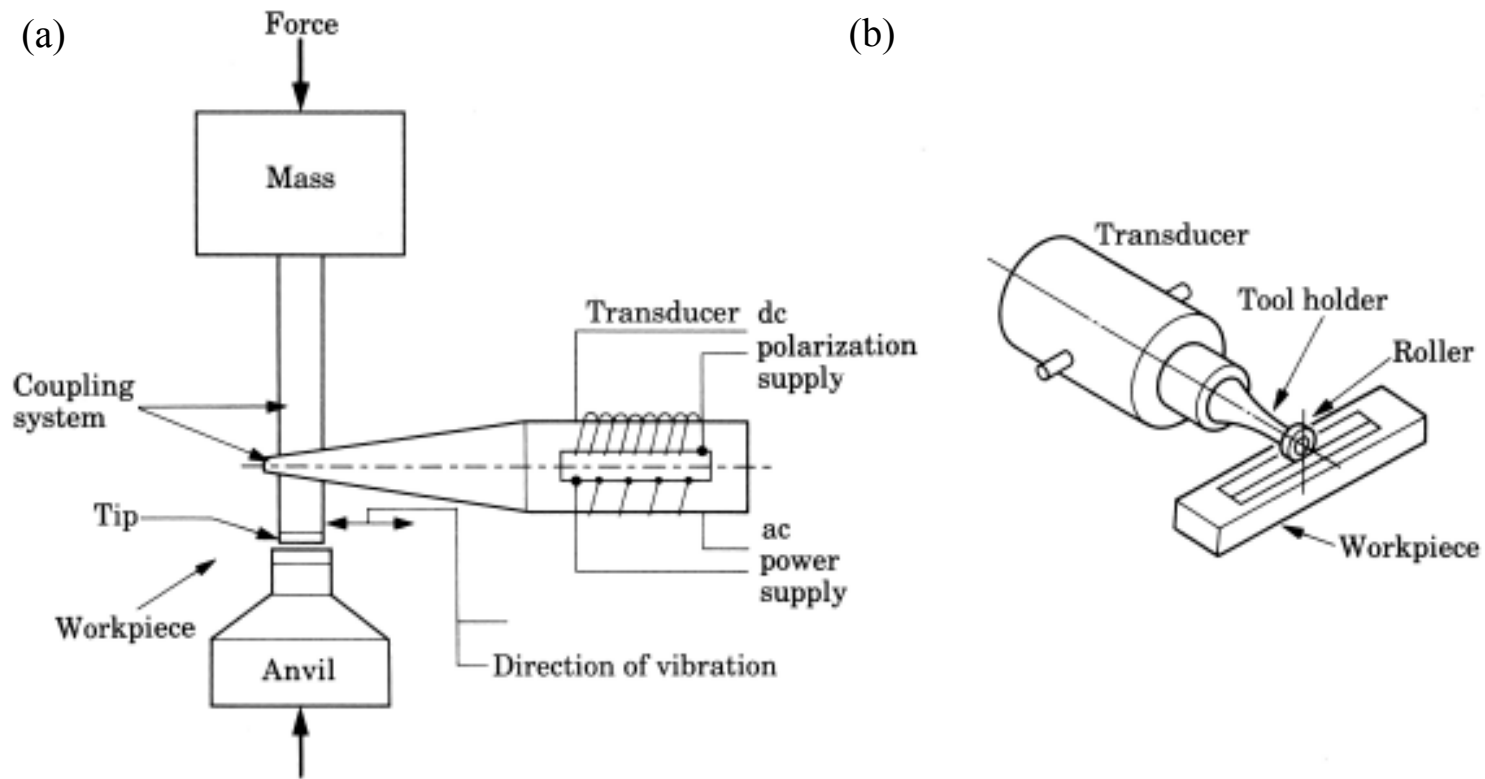 (a)
Force
Mass
Transducer dc
polarization
supply
Coupling
system
Tip
ac
power
supply
Workpiece
Direction of vibration
Anvil
(b)
Transducer
Tool holder
Roller
Workpiece